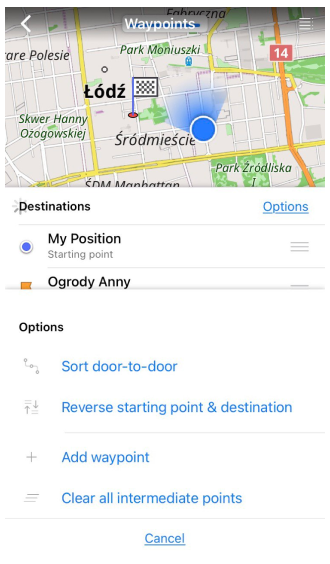 Fabryczna
Waypoints
are Polesie
Park Moniuszki
14
Łódź
Skwer Hanny
Ożogowskiej
Śródmieście
Park Źródliska
ŚDM Manhattan
I
Destinations
Options
My Position
Starting point
Ogrody Anny
Options
Sort door-to-door
Reverse starting point & destination
Add waypoint
Clear all intermediate points
Cancel